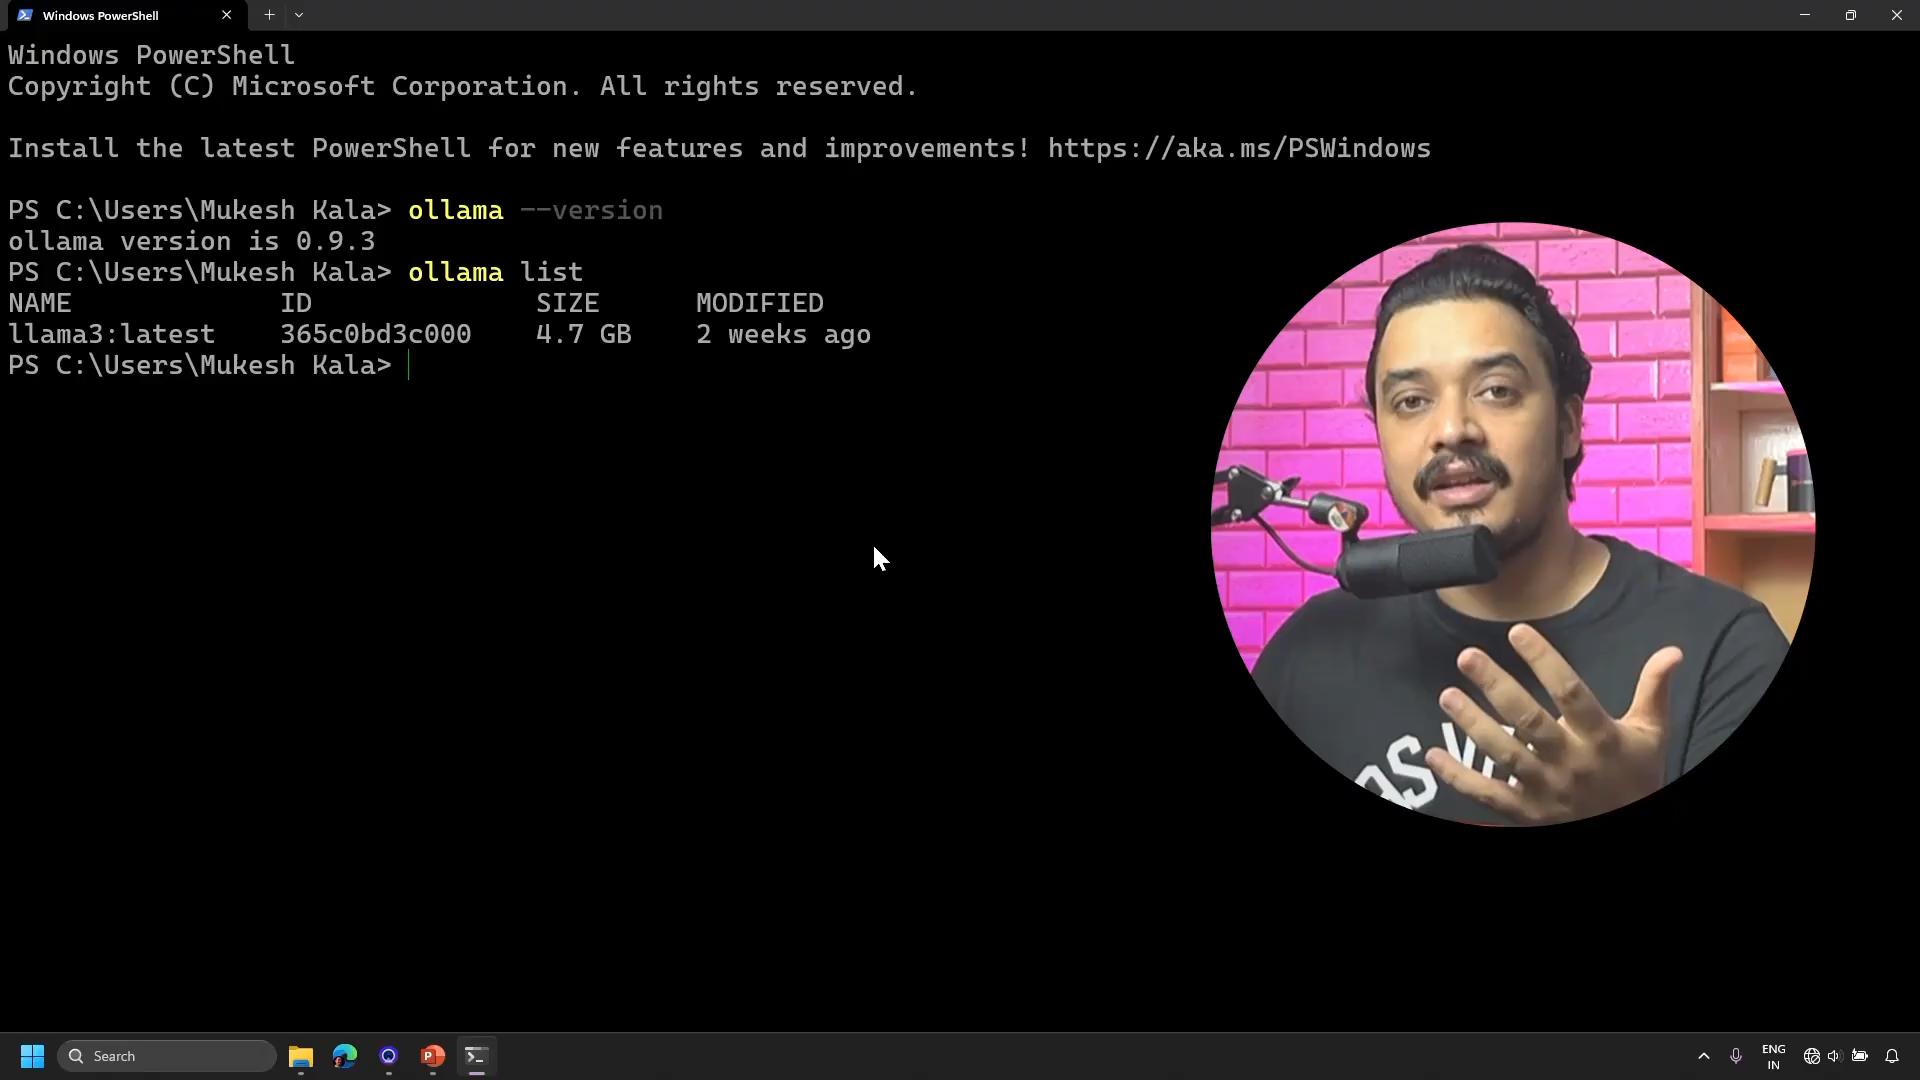 Windows PowerShell
Windows PowerShell
Copyright (C) Microsoft Corporation. All rights reserved.
Install the latest PowerShell for new features and improvements! https://aka.ms/PSWindows
PS C:\Users\Mukesh Kala> ollama --version
ollama version is 0.9.3
PS C:\Users\Mukesh Kala> ollama list
NAME ID SIZE MODIFIED
llama3:latest 365c0bd3c000 4.7 GB 2 weeks ago
PS C:\Users\Mukesh Kala>
Search
ENG
IN